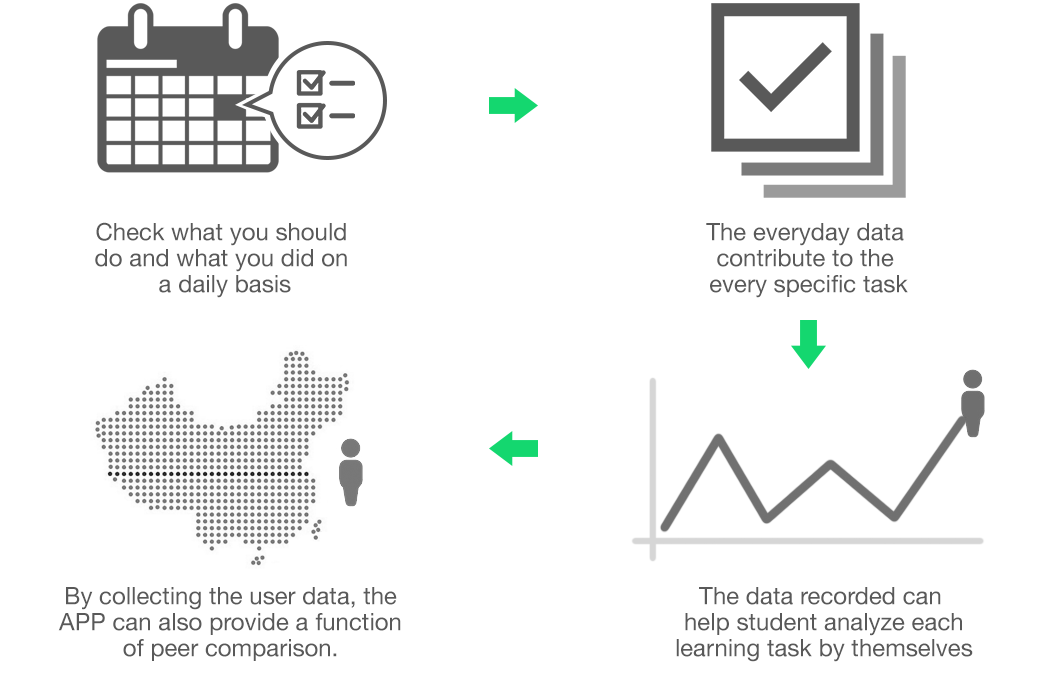 Check what you should
do and what you did on
a daily basis
The everyday data
contribute to the
every specific task
The data recorded can
help student analyze each
learning task by themselves
By collecting the user data, the
APP can also provide a function
of peer comparison.